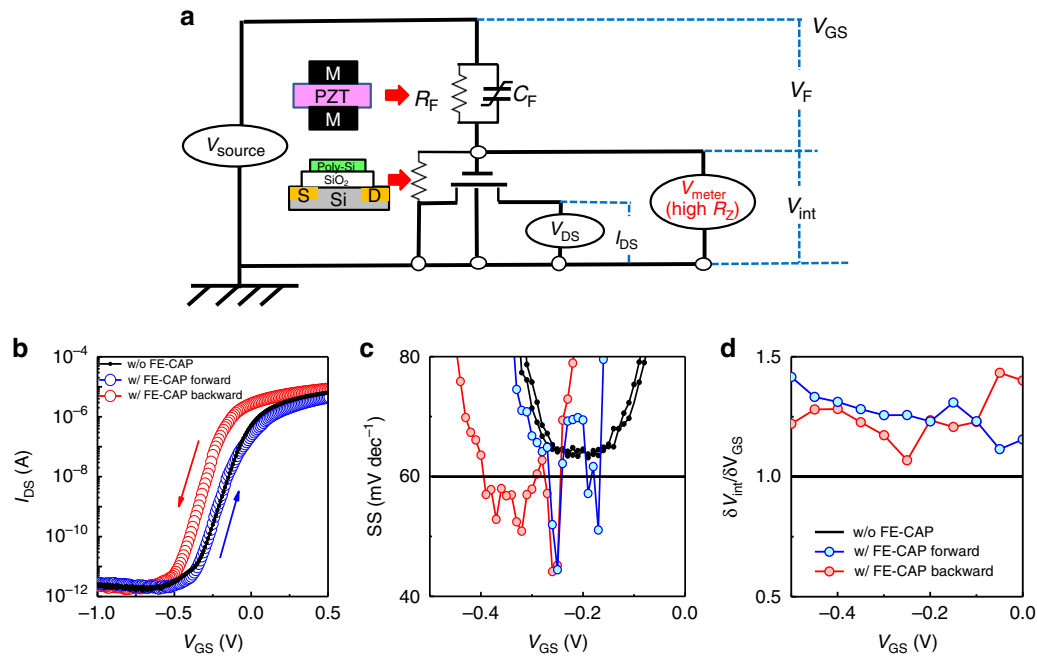 a
V_GS
M
PZT
M
R_F
C_F
V_F
V_source
Poly-Si
SiO₂
S
D
Si
V_meter
(high R_Z)
V_int
V_DS
I_DS
b
10⁻⁴
10⁻⁶
10⁻⁸
10⁻¹⁰
10⁻¹²
I_DS (A)
w/o FE-CAP
w/ FE-CAP forward
w/ FE-CAP backward
−1.0
−0.5
0.0
0.5
V_GS (V)
c
80
60
40
SS (mV dec⁻¹)
−0.4
−0.2
0.0
V_GS (V)
d
1.5
1.0
0.5
δV_int/δV_GS
w/o FE-CAP
w/ FE-CAP forward
w/ FE-CAP backward
−0.4
−0.2
0.0
V_GS (V)